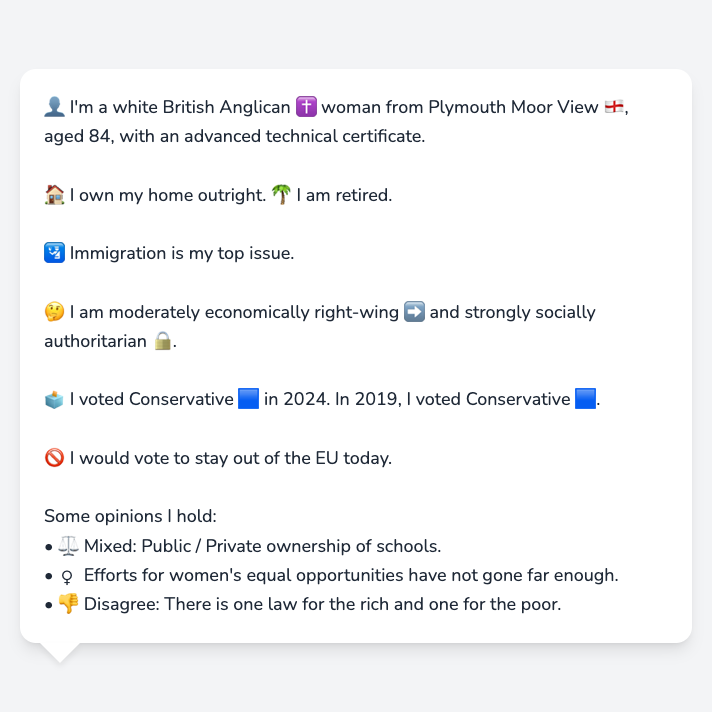 👤 I'm a white British Anglican ✝️ woman from Plymouth Moor View 🏴󠁧󠁢󠁥󠁮󠁧󠁿,
aged 84, with an advanced technical certificate.
🏠 I own my home outright. 🌴 I am retired.
🛂 Immigration is my top issue.
🤔 I am moderately economically right-wing ➡️ and strongly socially
authoritarian 🔒.
🗳️ I voted Conservative 🟦 in 2024. In 2019, I voted Conservative 🟦.
🚫 I would vote to stay out of the EU today.
Some opinions I hold:
• ⚖️ Mixed: Public / Private ownership of schools.
• ♀ Efforts for women's equal opportunities have not gone far enough.
• 👎 Disagree: There is one law for the rich and one for the poor.